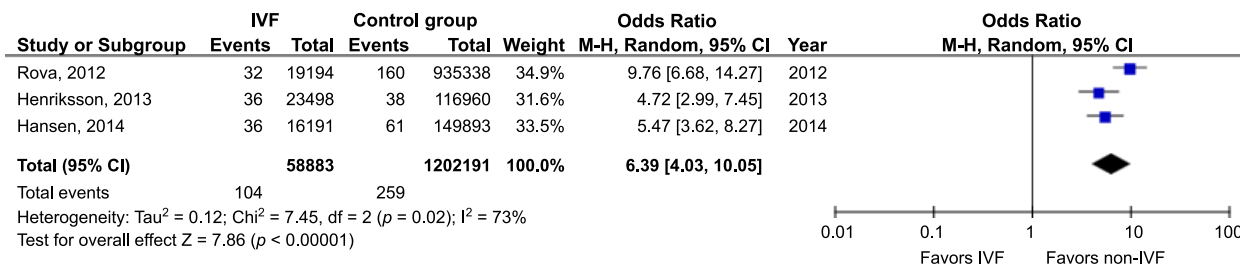 IVF Control group Odds Ratio Odds Ratio
Study or Subgroup Events Total Events Total Weight M-H, Random, 95% CI Year M-H, Random, 95% CI
Rova, 2012 32 19194 160 935338 34.9% 9.76 [6.68, 14.27] 2012
Henriksson, 2013 36 23498 38 116960 31.6% 4.72 [2.99, 7.45] 2013
Hansen, 2014 36 16191 61 149893 33.5% 5.47 [3.62, 8.27] 2014
Total (95% CI) 58883 1202191 100.0% 6.39 [4.03, 10.05]
Total events 104 259
Heterogeneity: Tau² = 0.12; Chi² = 7.45, df = 2 (p = 0.02); I² = 73%
Test for overall effect Z = 7.86 (p < 0.00001)
0.01 0.1 1 10 100
Favors IVF Favors non-IVF